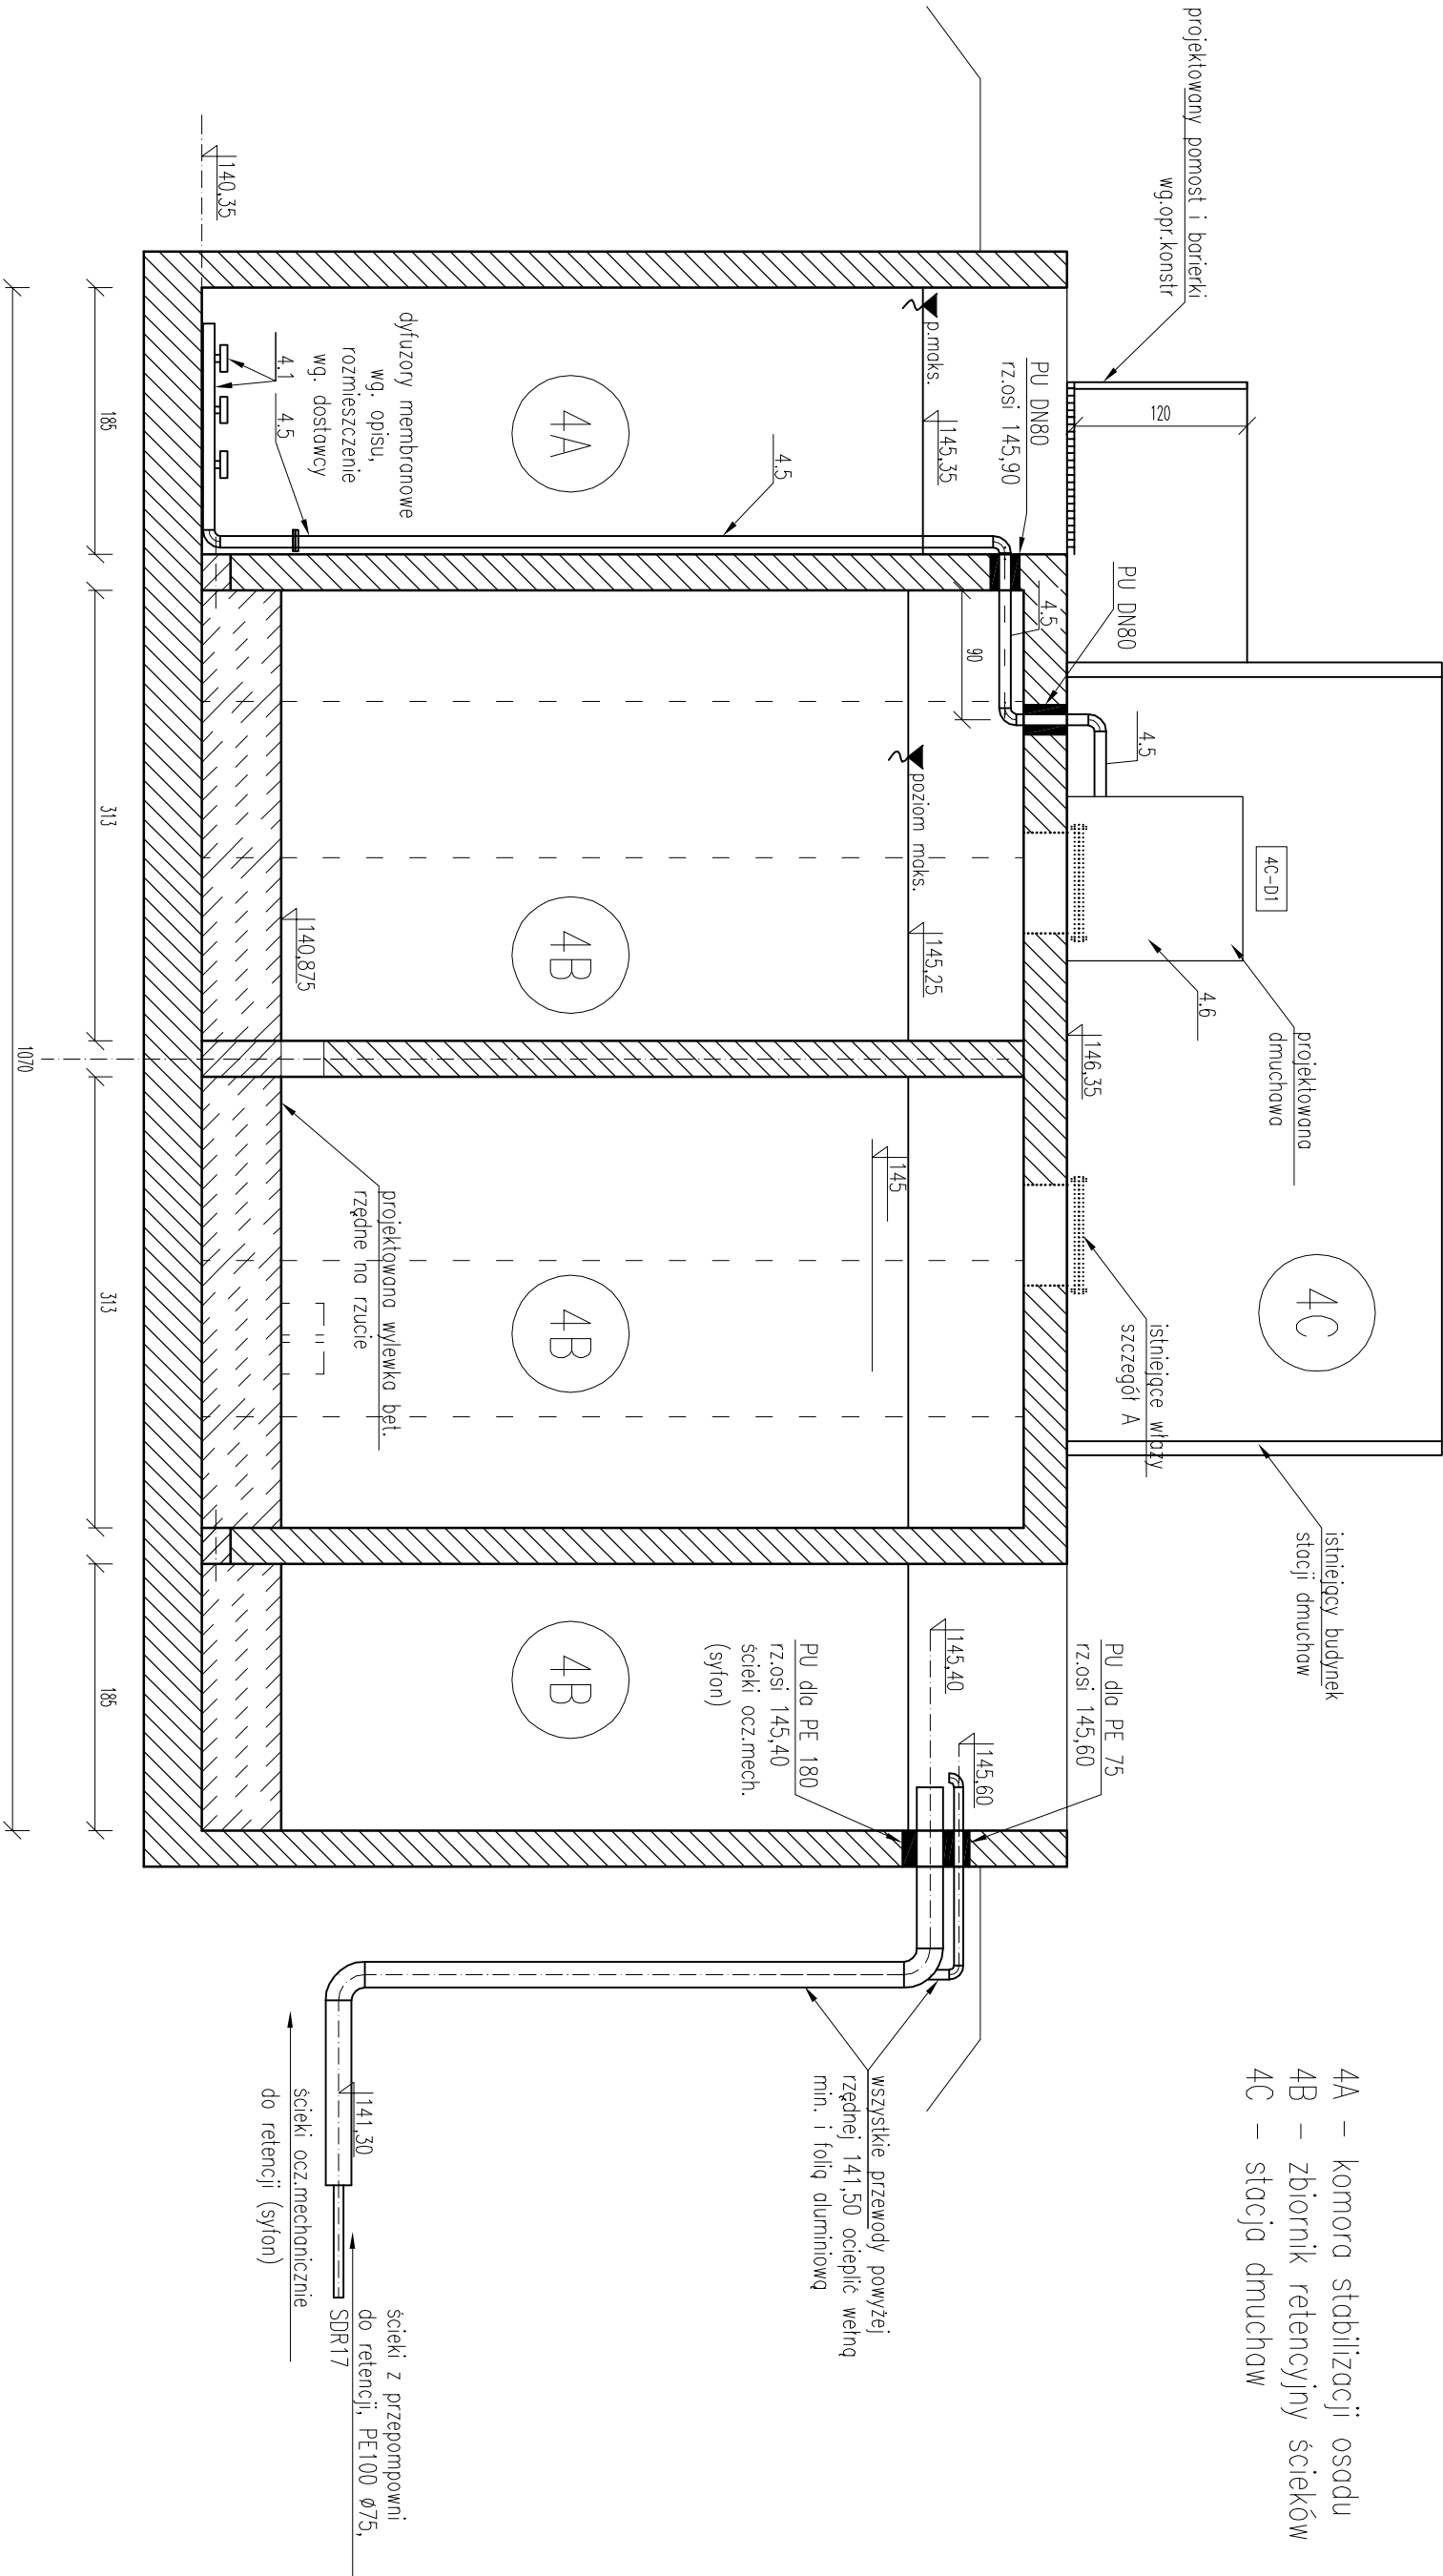 projektowany pomost i barierki
wg.opr.konstr
120
4C-D1
projektowana
dmuchawa
4.6
4C
istniejący budynek
stacji dmuchaw
istniejące włazy
szczegół A
146,35
PU DN80
4.5
PU DN80
rz.osi 145,90
4.5
90
p.maks.
145,35
poziom maks.
145,25
145
PU dla PE 75
rz.osi 145,60
145,60
145,40
PU dla PE 180
rz.osi 145,40
ścieki ocz.mech.
(syfon)
4.5
4A
4B
4B
4B
dyfuzory membranowe
wg. opisu,
rozmieszczenie
wg. dostawcy
4.1
4.5
140,35
140,875
projektowana wylewka bet.
rzędne na rzucie
185
313
313
185
1070
4A - komora stabilizacji osadu
4B - zbiornik retencyjny ścieków
4C - stacja dmuchaw
wszystkie przewody powyżej
rzędnej 141,50 ocieplić wełną
min. i folią aluminiową
141,30
ścieki z przepompowni
do retencji, PE100 ø75,
SDR17
ścieki ocz.mechanicznie
do retencji (syfon)